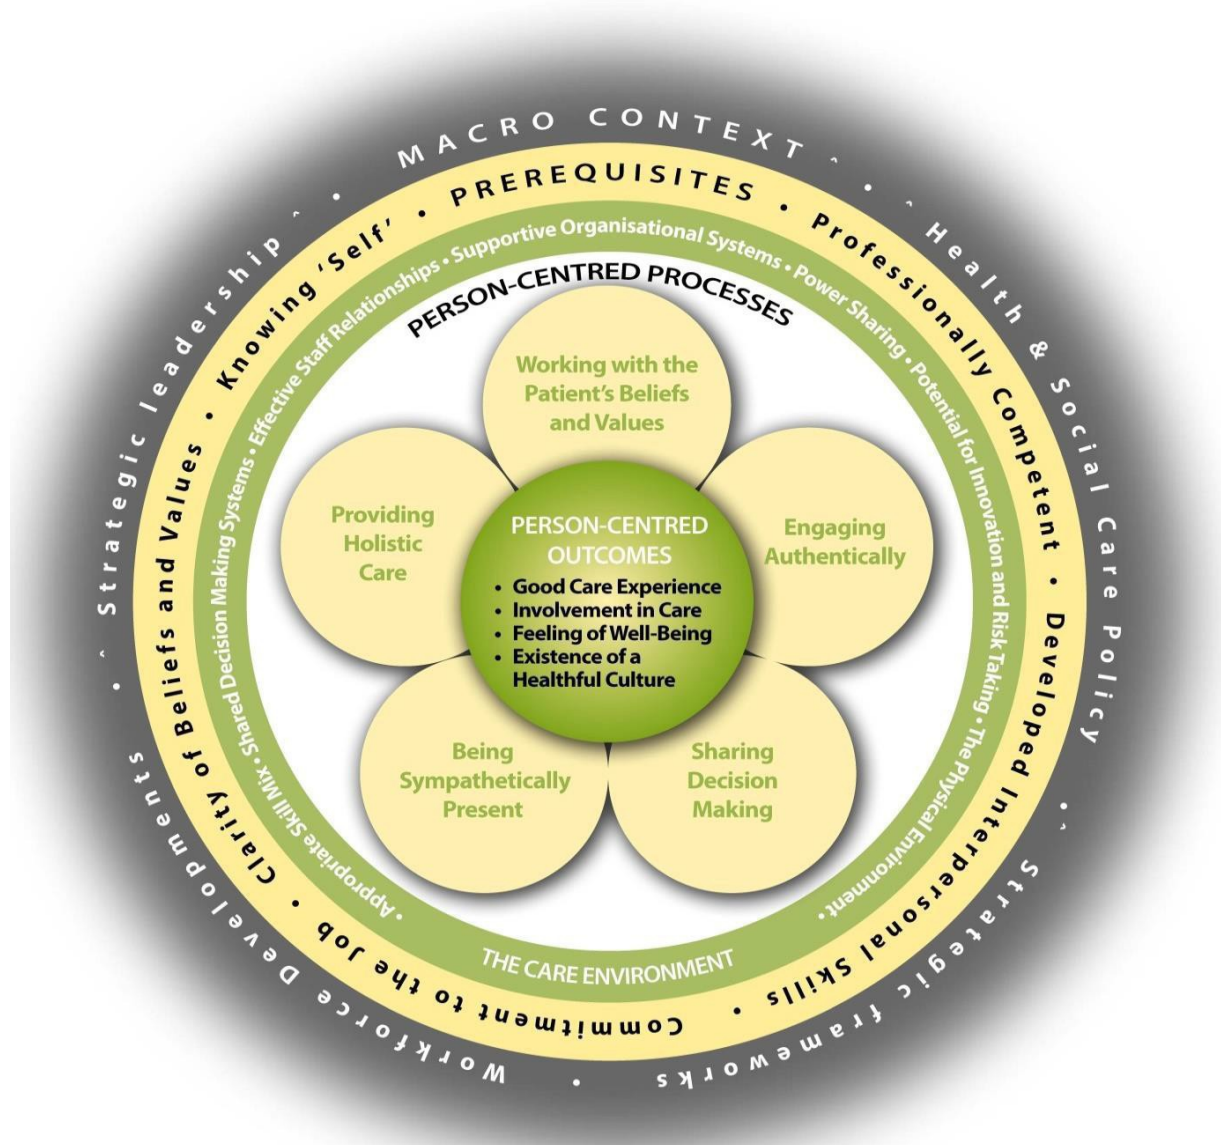 MACRO CONTEXT
Health & Social Care Policy
Strategic frameworks
Workforce Developments
Strategic leadership
PREREQUISITES • Professionally Competent • Developed Interpersonal Skills • Commitment to the Job • Clarity of Beliefs and Values • Knowing 'Self' •
• Appropriate Skill Mix • Shared Decision Making Systems • Effective Staff Relationships • Supportive Organisational Systems • Power Sharing • Potential for Innovation and Risk Taking • The Physical Environment •
THE CARE ENVIRONMENT
PERSON-CENTRED PROCESSES
Working with the
Patient's Beliefs
and Values
Engaging
Authentically
Sharing
Decision
Making
Being
Sympathetically
Present
Providing
Holistic
Care
PERSON-CENTRED
OUTCOMES
• Good Care Experience
• Involvement in Care
• Feeling of Well-Being
• Existence of a
Healthful Culture